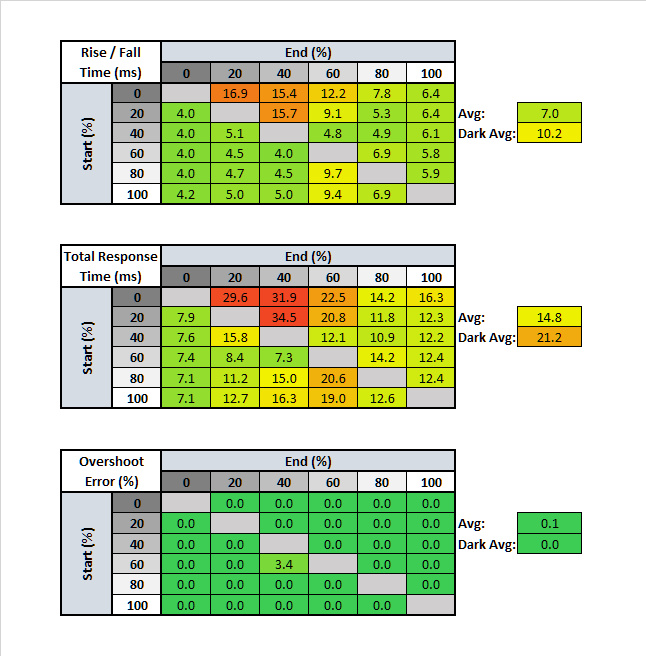 Rise / Fall Time (ms) End (%)
0 20 40 60 80 100
Start (%)
0 16.9 15.4 12.2 7.8 6.4
20 4.0 15.7 9.1 5.3 6.4 Avg: 7.0
40 4.0 5.1 4.8 4.9 6.1 Dark Avg: 10.2
60 4.0 4.5 4.0 6.9 5.8
80 4.0 4.7 4.5 9.7 5.9
100 4.2 5.0 5.0 9.4 6.9
Total Response Time (ms) End (%)
0 20 40 60 80 100
Start (%)
0 29.6 31.9 22.5 14.2 16.3
20 7.9 34.5 20.8 11.8 12.3 Avg: 14.8
40 7.6 15.8 12.1 10.9 12.2 Dark Avg: 21.2
60 7.4 8.4 7.3 14.2 12.4
80 7.1 11.2 15.0 20.6 12.4
100 7.1 12.7 16.3 19.0 12.6
Overshoot Error (%) End (%)
0 20 40 60 80 100
Start (%)
0 0.0 0.0 0.0 0.0 0.0
20 0.0 0.0 0.0 0.0 0.0 Avg: 0.1
40 0.0 0.0 0.0 0.0 0.0 Dark Avg: 0.0
60 0.0 0.0 3.4 0.0 0.0
80 0.0 0.0 0.0 0.0 0.0
100 0.0 0.0 0.0 0.0 0.0